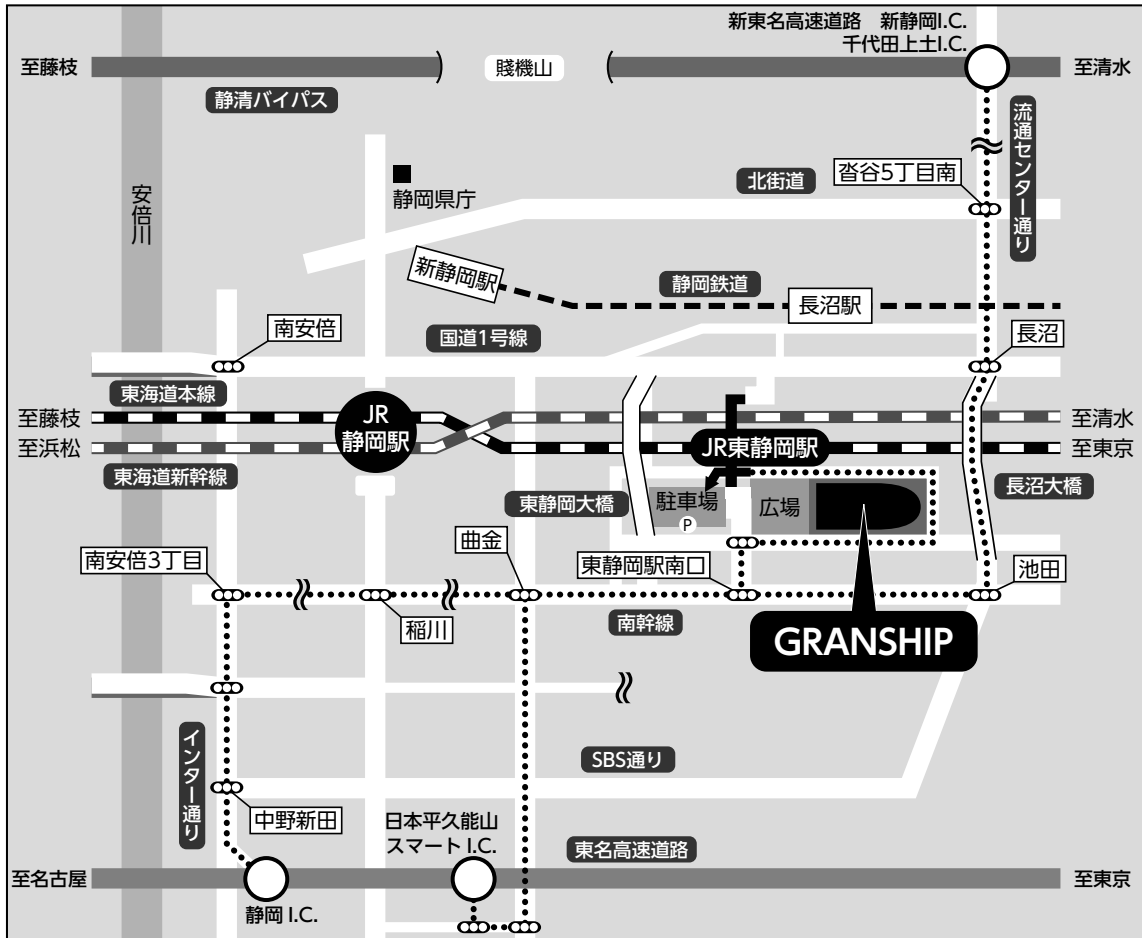 新東名高速道路　新静岡I.C.
千代田上土I.C.
至藤枝
賤機山
至清水
静清バイパス
流通センター通り
沓谷5丁目南
北街道
静岡県庁
安倍川
新静岡駅
静岡鉄道
長沼駅
南安倍
国道1号線
長沼
東海道本線
至藤枝
JR
静岡駅
至清水
至浜松
JR東静岡駅
至東京
東海道新幹線
東静岡大橋
駐車場
P
広場
長沼大橋
南安倍3丁目
曲金
東静岡駅南口
池田
稲川
南幹線
GRANSHIP
インター通り
SBS通り
中野新田
日本平久能山
スマート I.C.
東名高速道路
至名古屋
至東京
静岡 I.C.